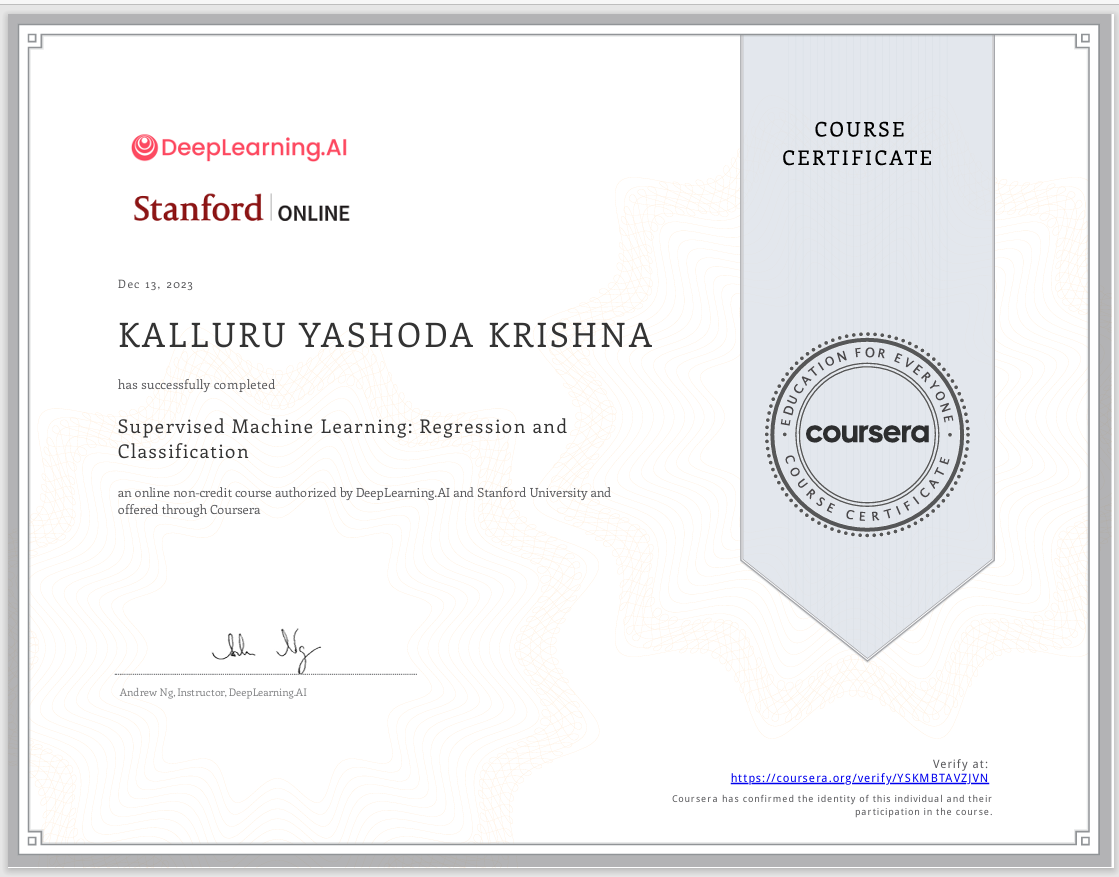 COURSE
CERTIFICATE
DeepLearning.AI
Stanford ONLINE
Dec 13, 2023
KALLURU YASHODA KRISHNA
has successfully completed
Supervised Machine Learning: Regression and
Classification
an online non-credit course authorized by DeepLearning.AI and Stanford University and
offered through Coursera
EDUCATION FOR EVERYONE
coursera
COURSE CERTIFICATE
Andrew Ng, Instructor, DeepLearning.AI
Verify at:
https://coursera.org/verify/YSKMBTAVZJVN
Coursera has confirmed the identity of this individual and their
participation in the course.